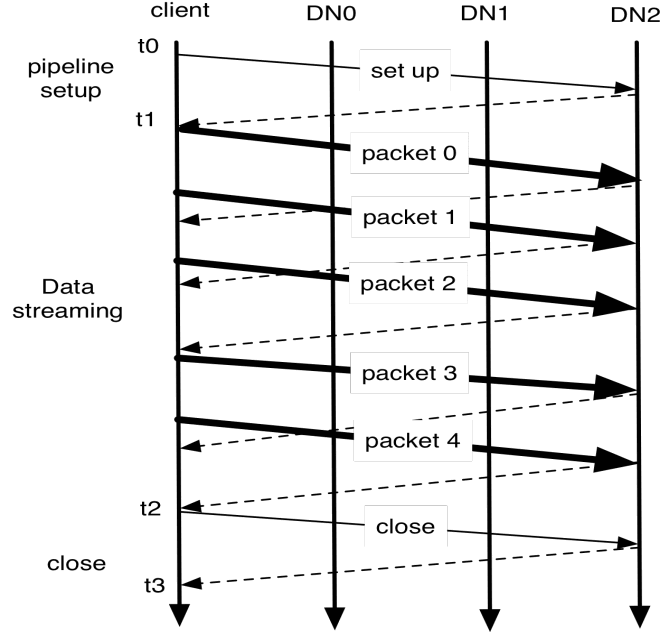 client DN0 DN1 DN2
t0
pipeline
setup
set up
t1
packet 0
packet 1
Data
streaming
packet 2
packet 3
packet 4
t2
close
close
t3